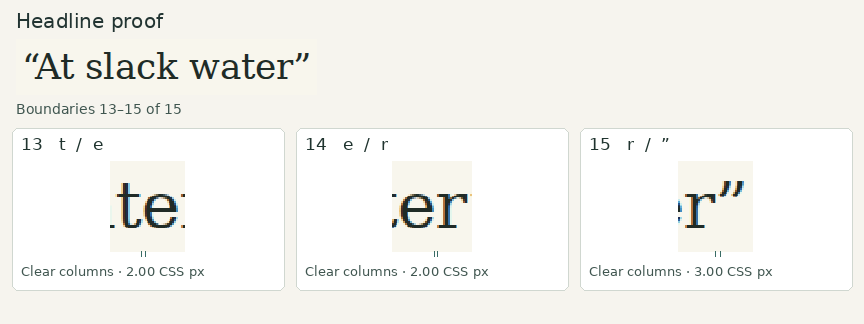 Headline proof
“At slack water”
Boundaries 13–15 of 15
13 t / e
ter
Clear columns · 2.00 CSS px
14 e / r
ter
Clear columns · 2.00 CSS px
15 r / ”
er”
Clear columns · 3.00 CSS px